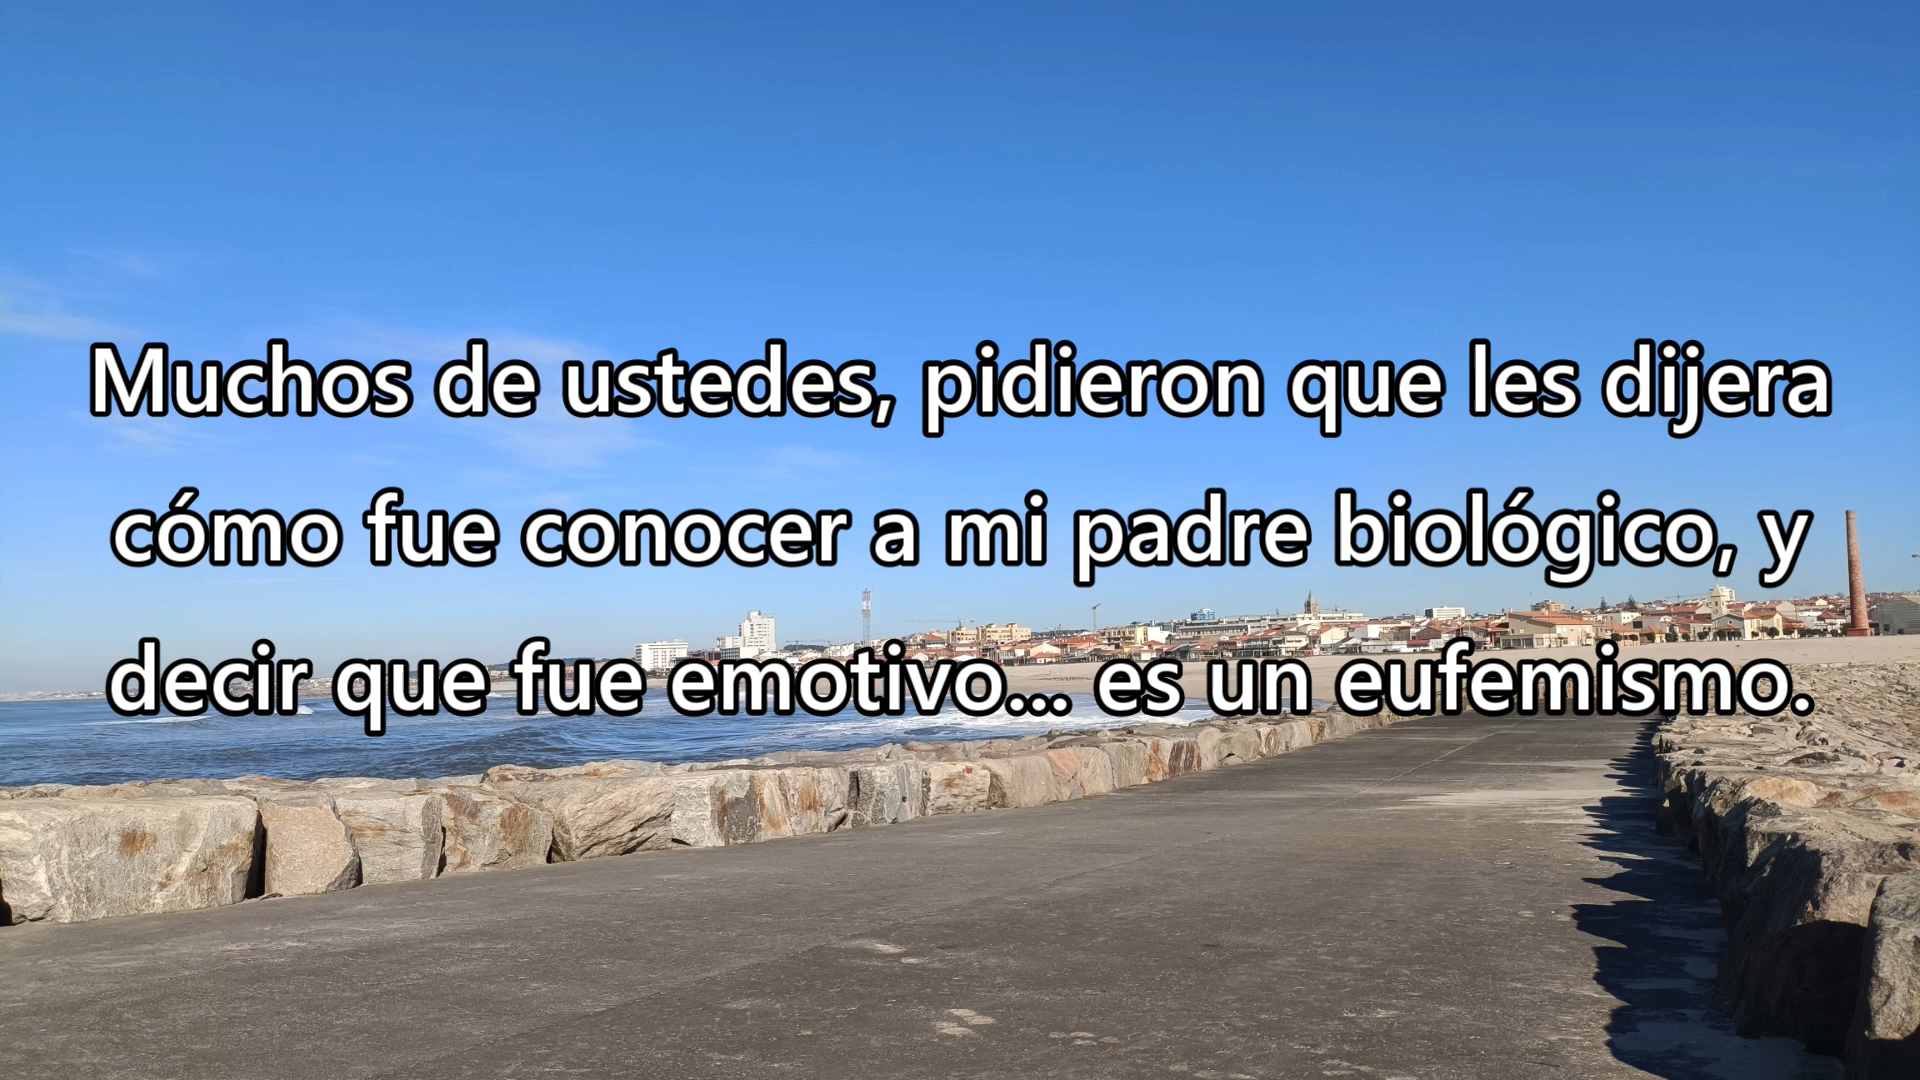 Muchos de ustedes, pidieron que les dijera
cómo fue conocer a mi padre biológico, y
decir que fue emotivo... es un eufemismo.